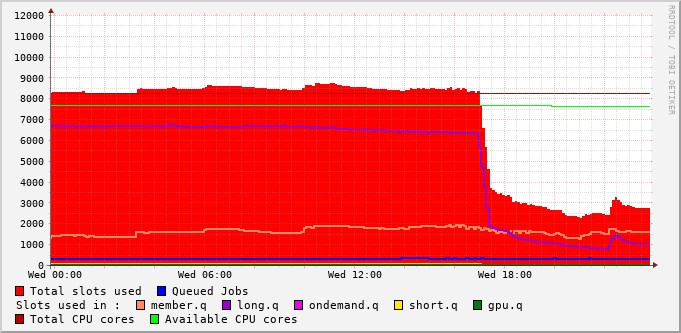 12000
11000
10000
9000
8000
7000
6000
5000
4000
3000
2000
1000
0
Wed 00:00 Wed 06:00 Wed 12:00 Wed 18:00
Total slots used Queued Jobs
Slots used in : member.q long.q ondemand.q short.q gpu.q
Total CPU cores Available CPU cores
RRDTOOL / TOBI OETIKER